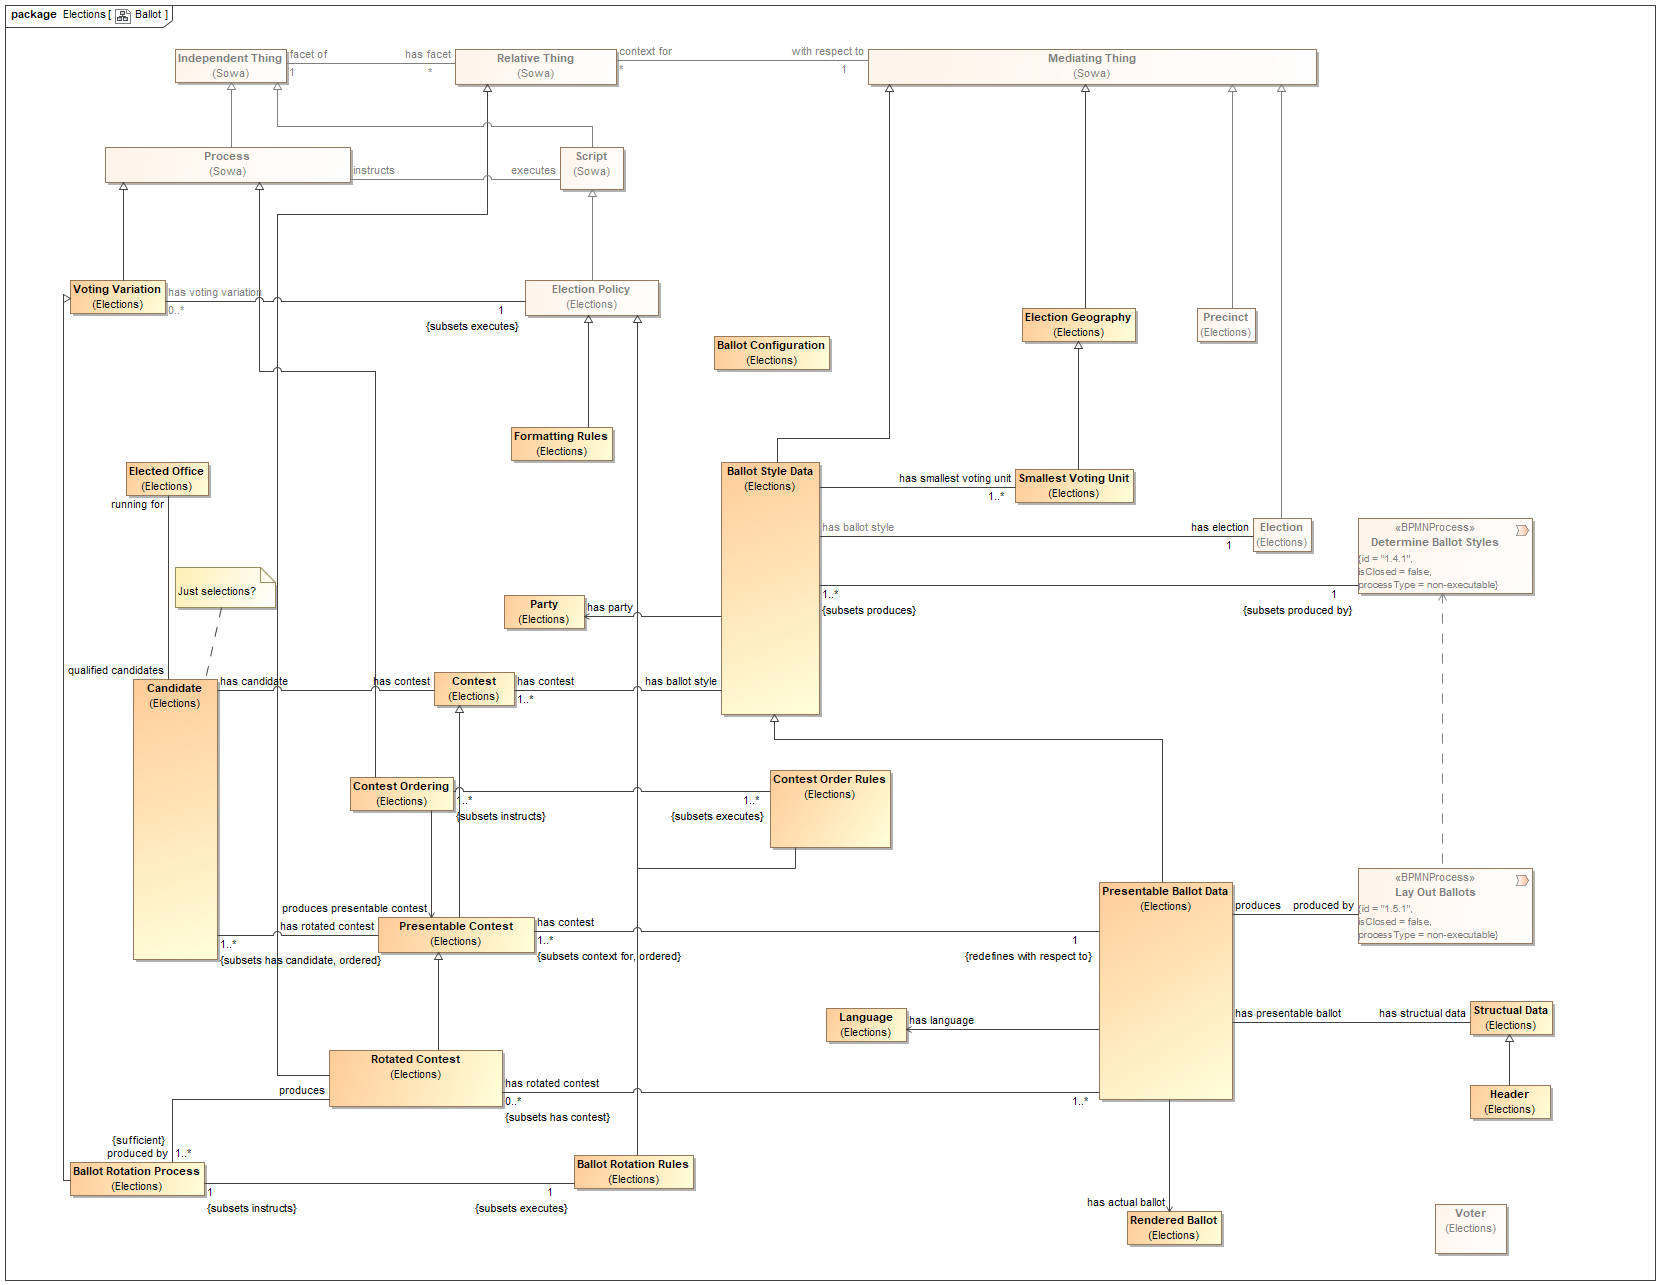 package Elections [ Ballot ]
Independent Thing
(Sowa)
facet of
1
has facet
*
Relative Thing
(Sowa)
context for
*
with respect to
1
Mediating Thing
(Sowa)
Process
(Sowa)
instructs
executes
Script
(Sowa)
Voting Variation
(Elections)
has voting variation
0..*
1
{subsets executes}
Election Policy
(Elections)
Election Geography
(Elections)
Precinct
(Elections)
Ballot Configuration
(Elections)
Formatting Rules
(Elections)
Elected Office
(Elections)
running for
Ballot Style Data
(Elections)
has smallest voting unit
1..*
Smallest Voting Unit
(Elections)
has ballot style
has election
1
Election
(Elections)
«BPMNProcess»
Determine Ballot Styles
{id = "1.4.1",
isClosed = false,
processType = non-executable}
Just selections?
1..*
{subsets produces}
1
{subsets produced by}
Party
(Elections)
has party
qualified candidates
Candidate
(Elections)
has candidate
has contest
Contest
(Elections)
has contest
1..*
has ballot style
Contest Ordering
(Elections)
1..*
{subsets instructs}
1..*
{subsets executes}
Contest Order Rules
(Elections)
«BPMNProcess»
Lay Out Ballots
{id = "1.5.1",
isClosed = false,
processType = non-executable}
Presentable Ballot Data
(Elections)
produces
produced by
produces presentable contest
has rotated contest
1..*
{subsets has candidate, ordered}
Presentable Contest
(Elections)
has contest
1..*
{subsets context for, ordered}
1
{redefines with respect to}
Language
(Elections)
has language
has presentable ballot
has structual data
Structual Data
(Elections)
Rotated Contest
(Elections)
produces
has rotated contest
0..*
{subsets has contest}
1..*
Header
(Elections)
{sufficient}
produced by
1..*
Ballot Rotation Process
(Elections)
1
{subsets instructs}
1
{subsets executes}
Ballot Rotation Rules
(Elections)
has actual ballot
Rendered Ballot
(Elections)
Voter
(Elections)